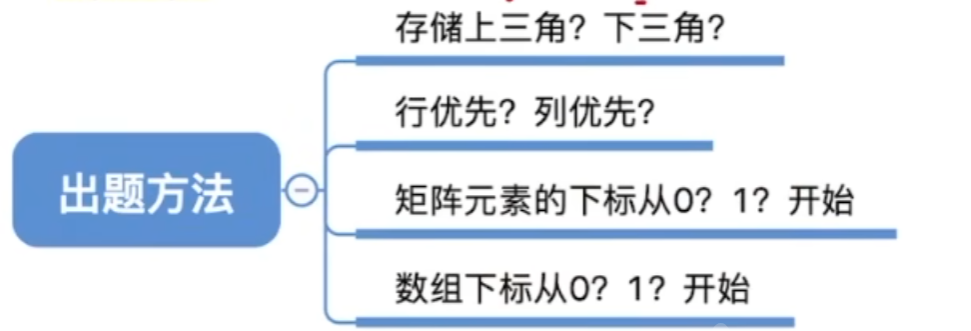 存储上三角？下三角？
行优先？列优先？
出题方法
矩阵元素的下标从0？1？开始
数组下标从0？1？开始